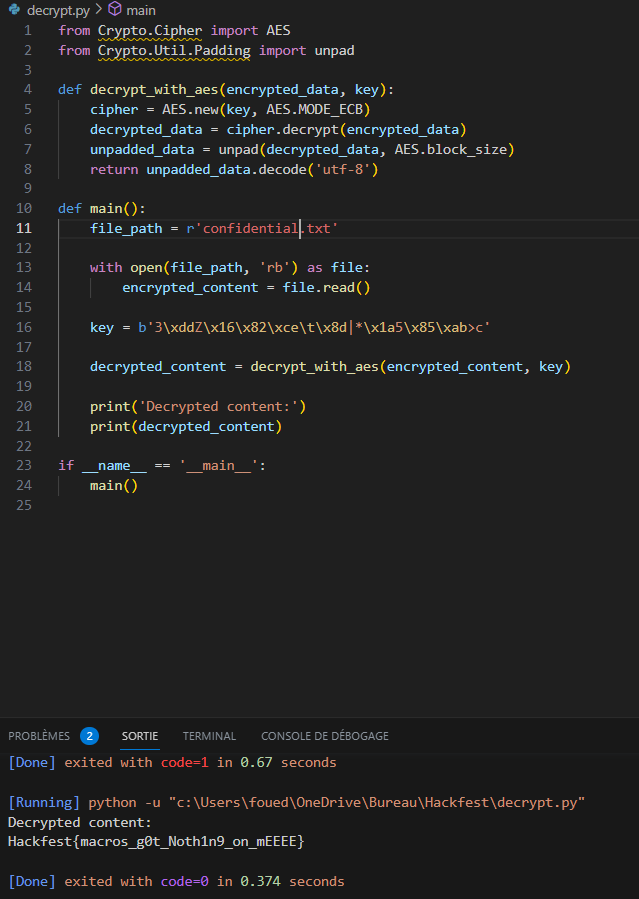 decrypt.py > main
1 from Crypto.Cipher import AES
2 from Crypto.Util.Padding import unpad
3
4 def decrypt_with_aes(encrypted_data, key):
5     cipher = AES.new(key, AES.MODE_ECB)
6     decrypted_data = cipher.decrypt(encrypted_data)
7     unpadded_data = unpad(decrypted_data, AES.block_size)
8     return unpadded_data.decode('utf-8')
9
10 def main():
11     file_path = r'confidential.txt'
12
13     with open(file_path, 'rb') as file:
14         encrypted_content = file.read()
15
16     key = b'3\xddZ\x16\x82\xce\t\x8d|*\x1a5\x85\xab>c'
17
18     decrypted_content = decrypt_with_aes(encrypted_content, key)
19
20     print('Decrypted content:')
21     print(decrypted_content)
22
23 if __name__ == '__main__':
24     main()
25
PROBLÈMES 2 SORTIE TERMINAL CONSOLE DE DÉBOGAGE
[Done] exited with code=1 in 0.67 seconds
[Running] python -u "c:\Users\foued\OneDrive\Bureau\Hackfest\decrypt.py"
Decrypted content:
Hackfest{macros_g0t_Noth1n9_on_mEEEE}
[Done] exited with code=0 in 0.374 seconds